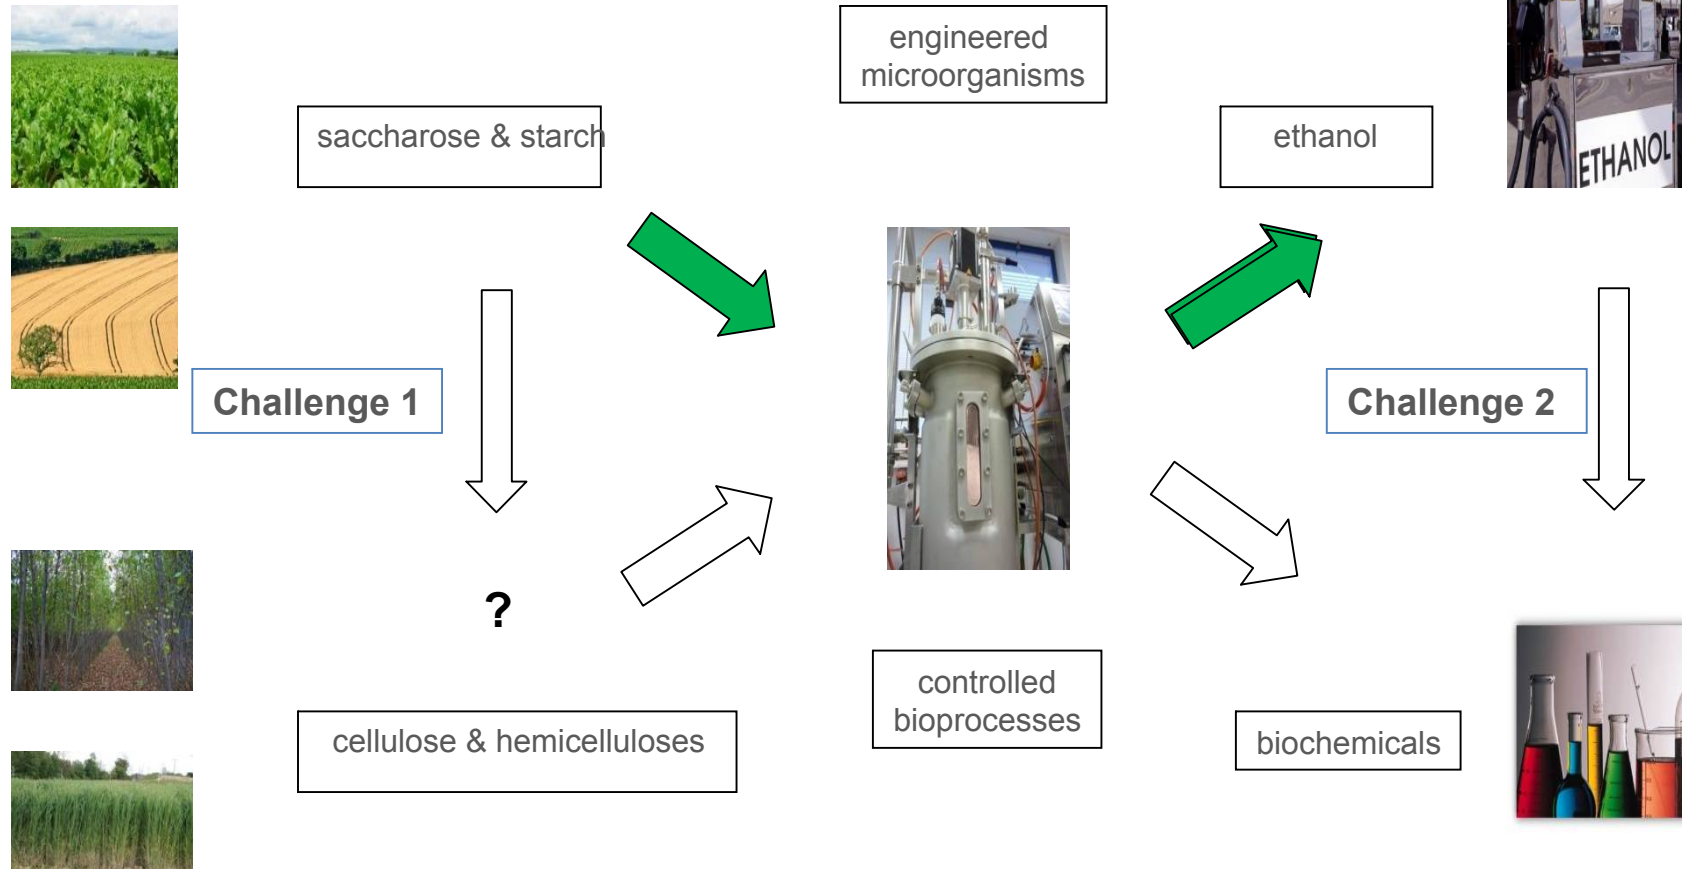 engineered
microorganisms
saccharose & starch
ethanol
ETHANOL
Challenge 1
Challenge 2
?
controlled
bioprocesses
cellulose & hemicelluloses
biochemicals